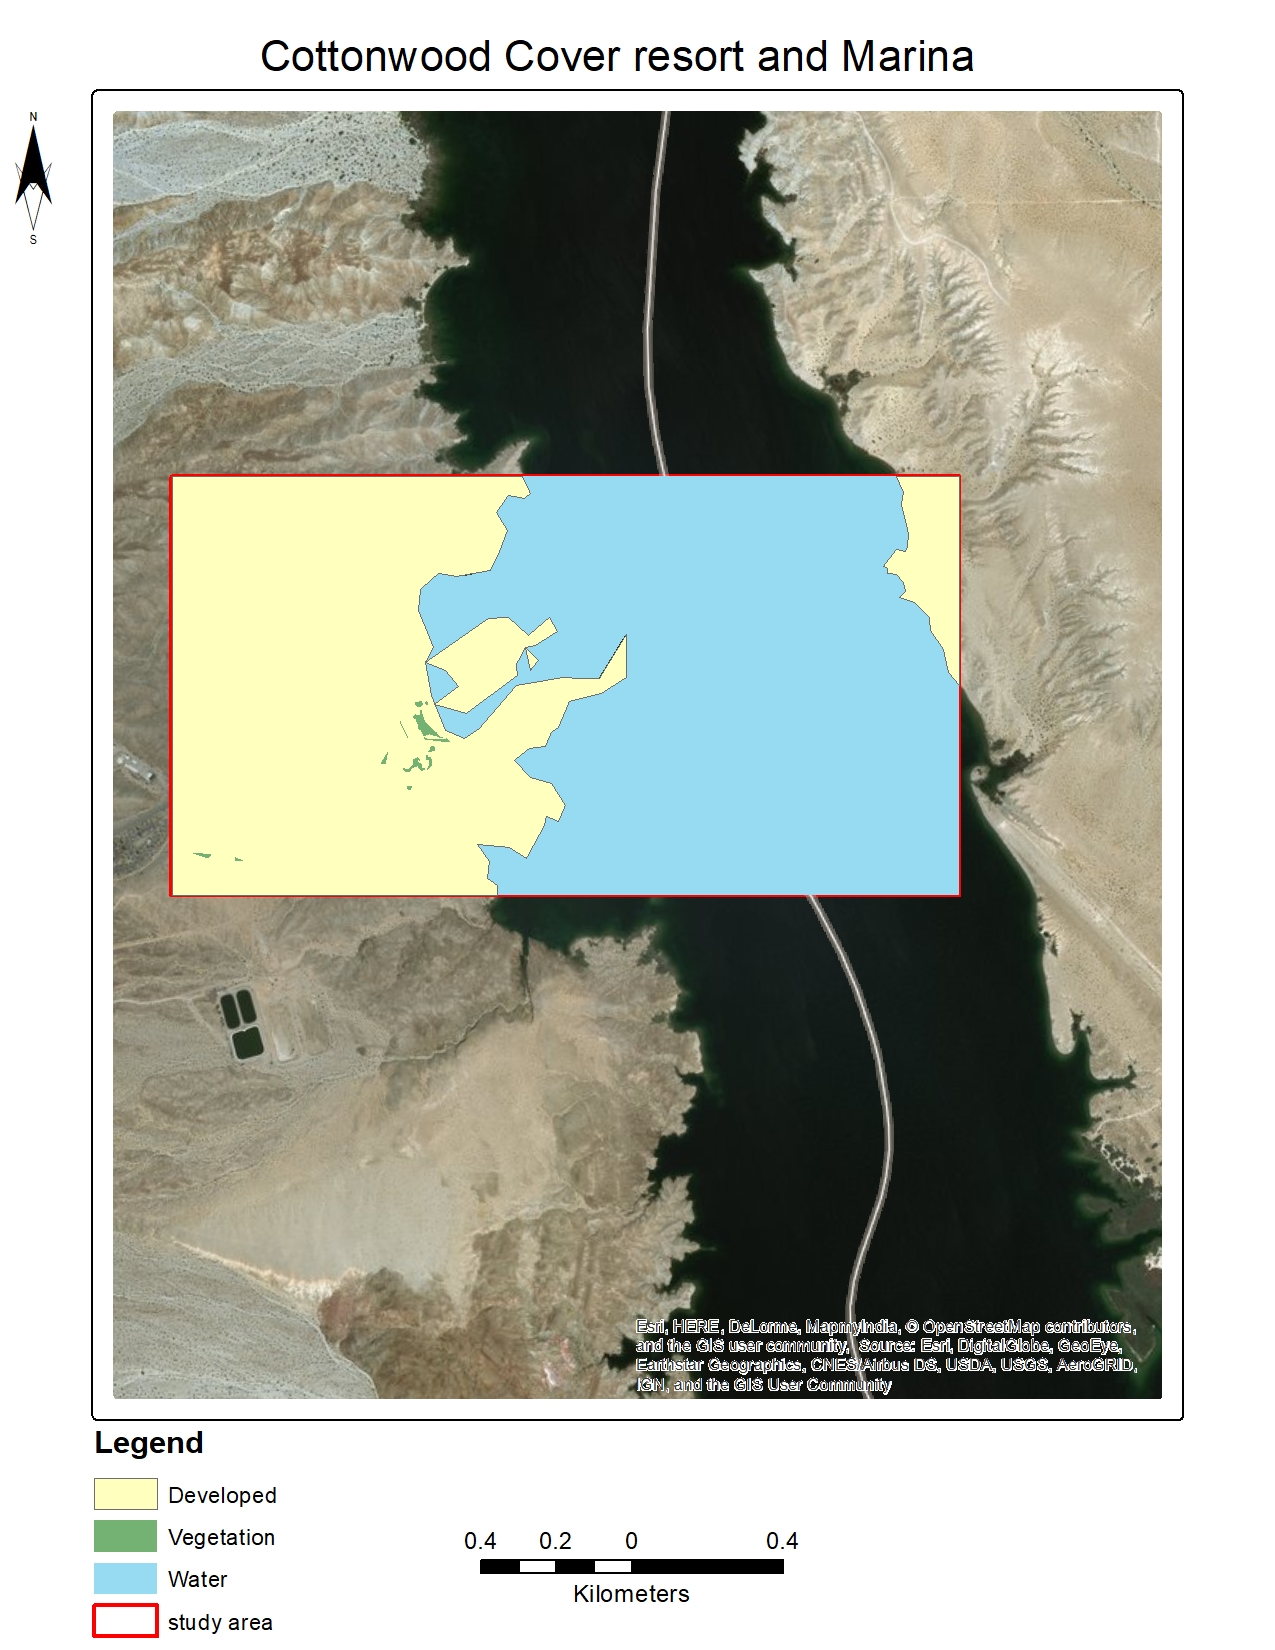 Cottonwood Cover resort and Marina
N
S
Esri, HERE, DeLorme, MapmyIndia, © OpenStreetMap contributors,
and the GIS user community, Source: Esri, DigitalGlobe, GeoEye,
Earthstar Geographics, CNES/Airbus DS, USDA, USGS, AeroGRID,
IGN, and the GIS User Community
Legend
Developed
Vegetation
Water
study area
0.4 0.2 0 0.4
Kilometers